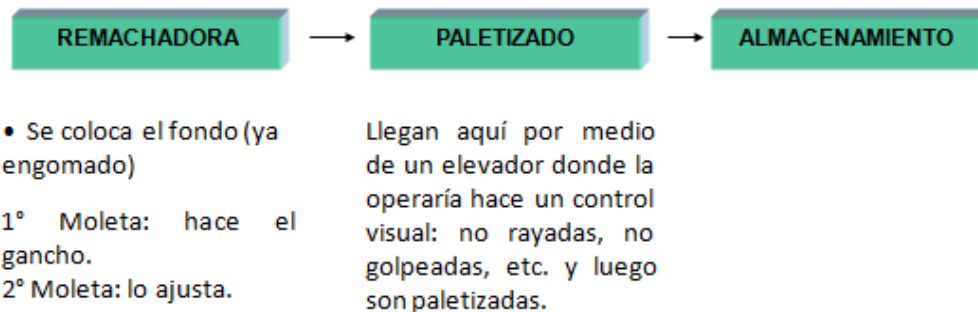 REMACHADORA
PALETIZADO
ALMACENAMIENTO
• Se coloca el fondo (ya
engomado)
1° Moleta: hace el
gancho.
2° Moleta: lo ajusta.
Llegan aquí por medio
de un elevador donde la
operaría hace un control
visual: no rayadas, no
golpeadas, etc. y luego
son paletizadas.